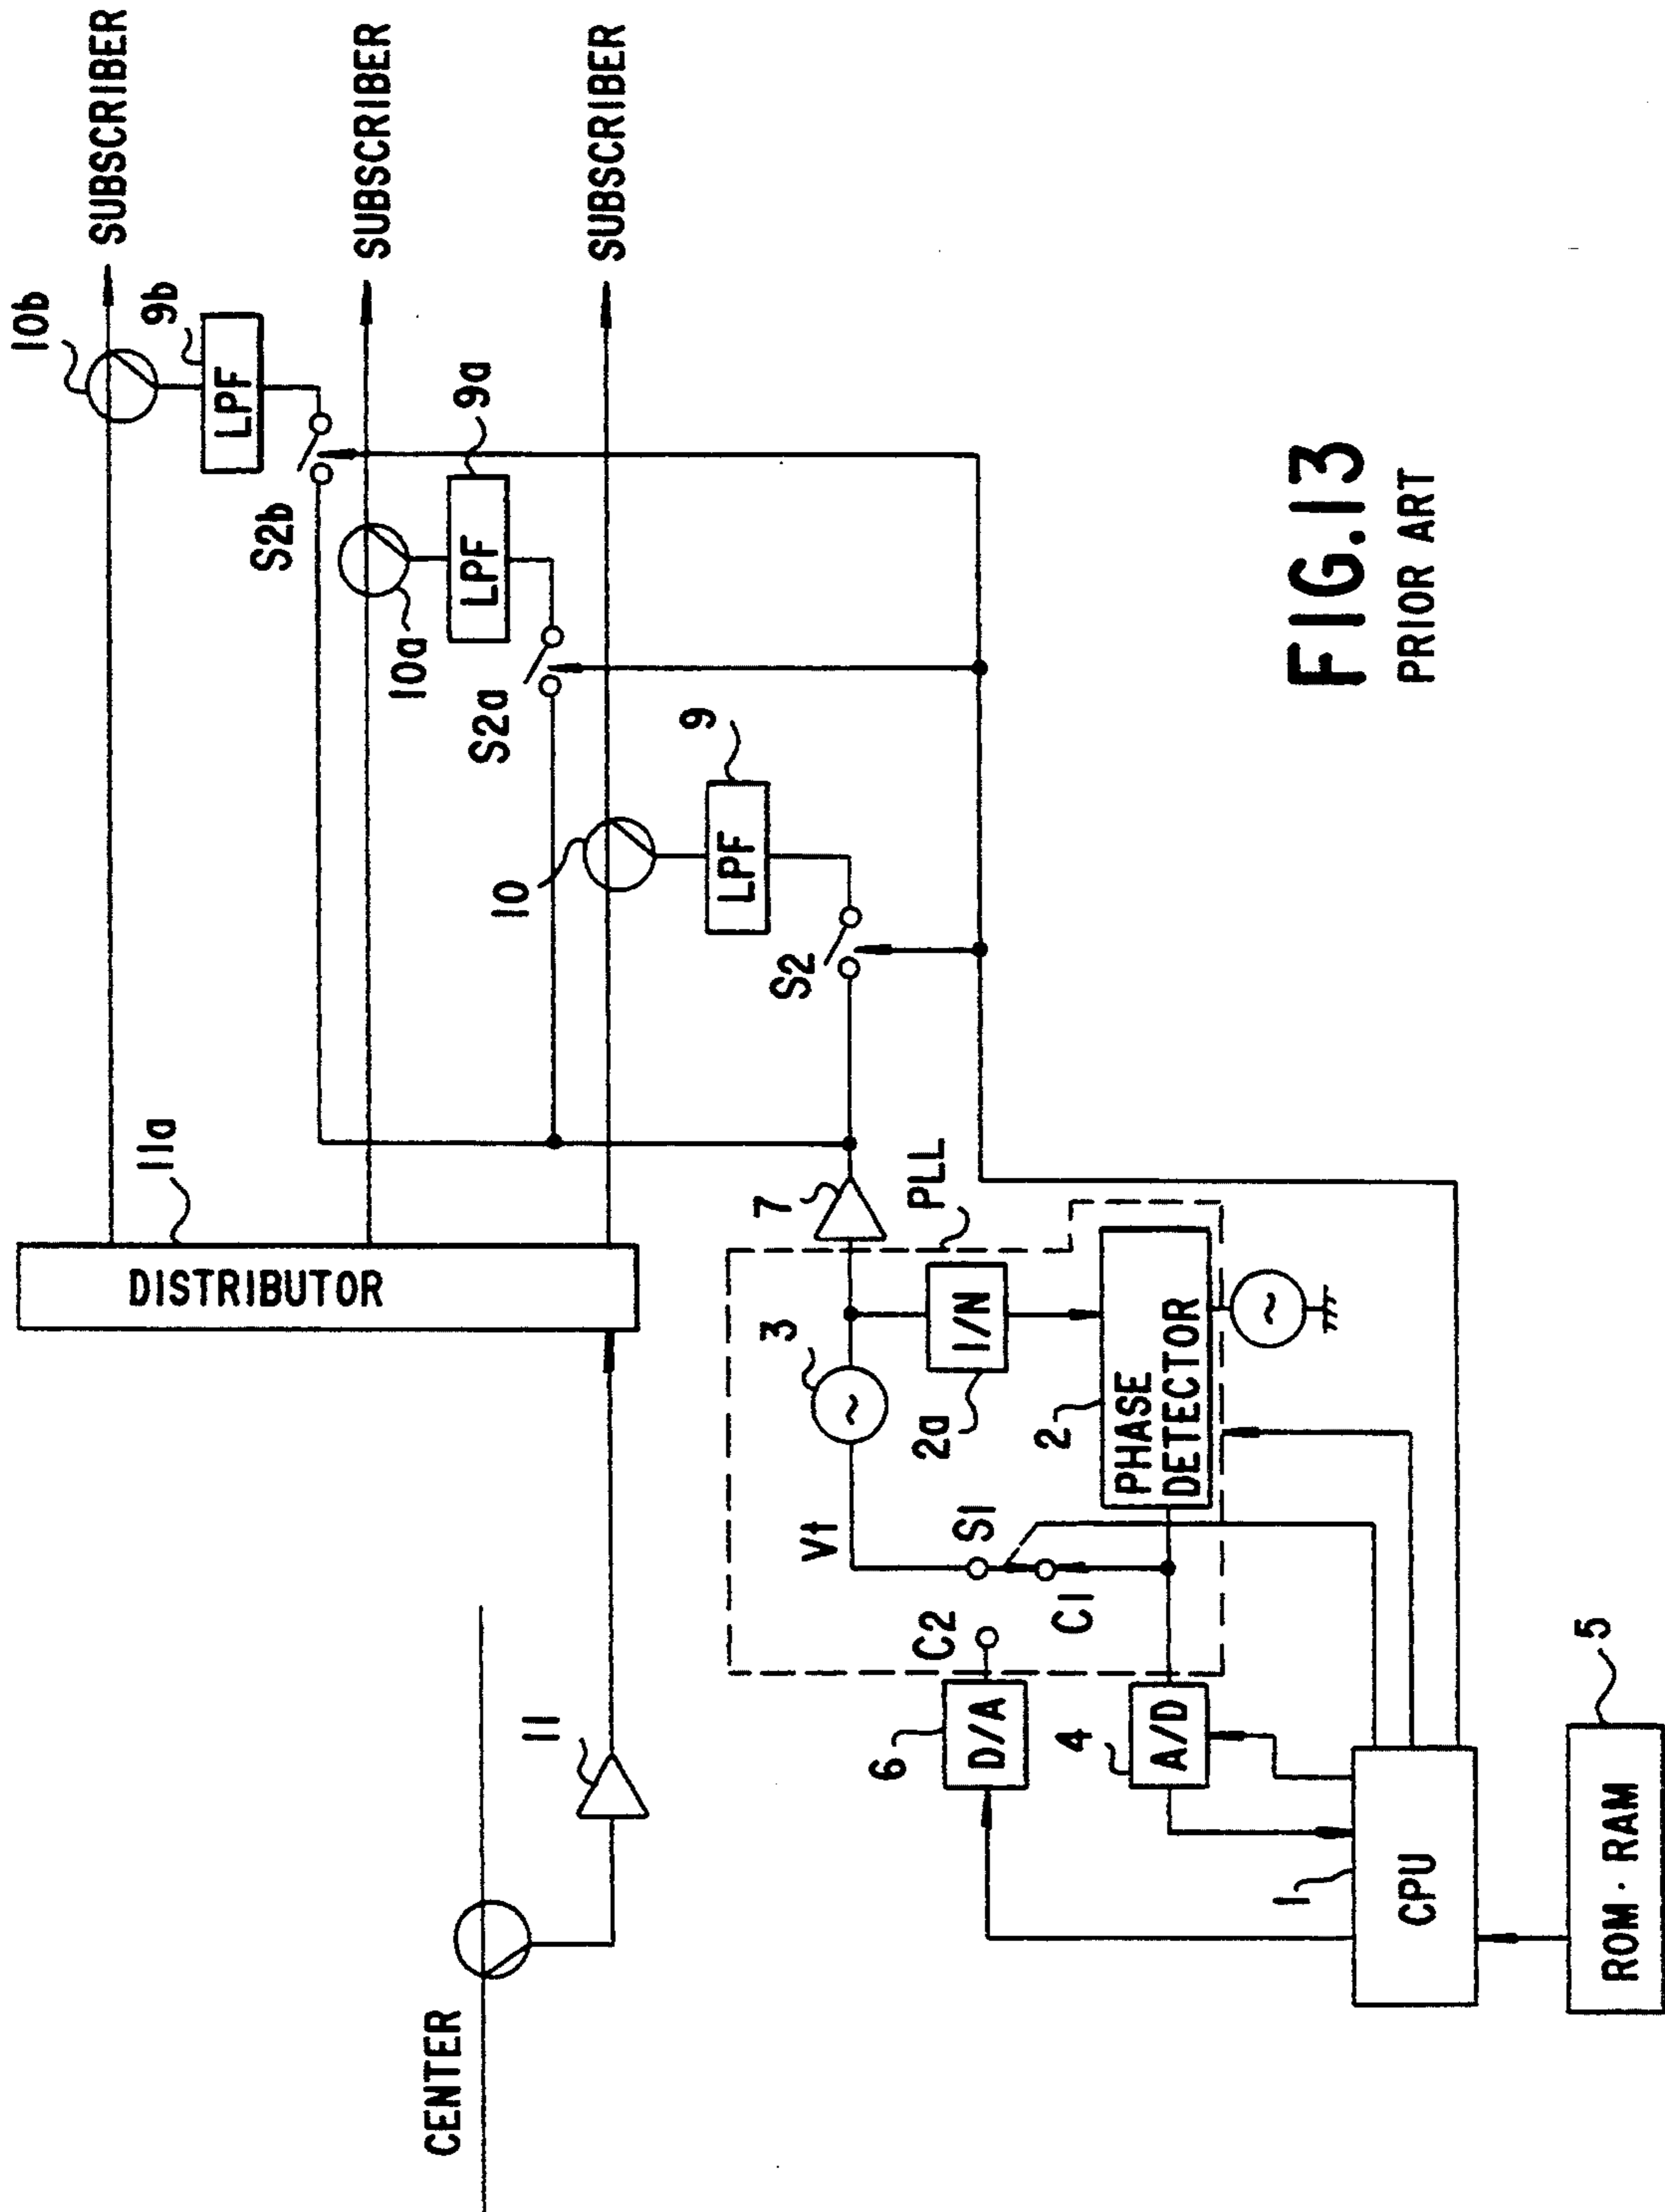 CENTER
11
DISTRIBUTOR
11a
10b
SUBSCRIBER
9b
LPF
S2b
SUBSCRIBER
10a
9a
LPF
S2a
SUBSCRIBER
10
9
LPF
S2
7
PLL
3
1/N
2a
Vt
2
PHASE
DETECTOR
S1
C1
C2
6
D/A
4
A/D
1
CPU
5
ROM · RAM
FIG.13
PRIOR ART